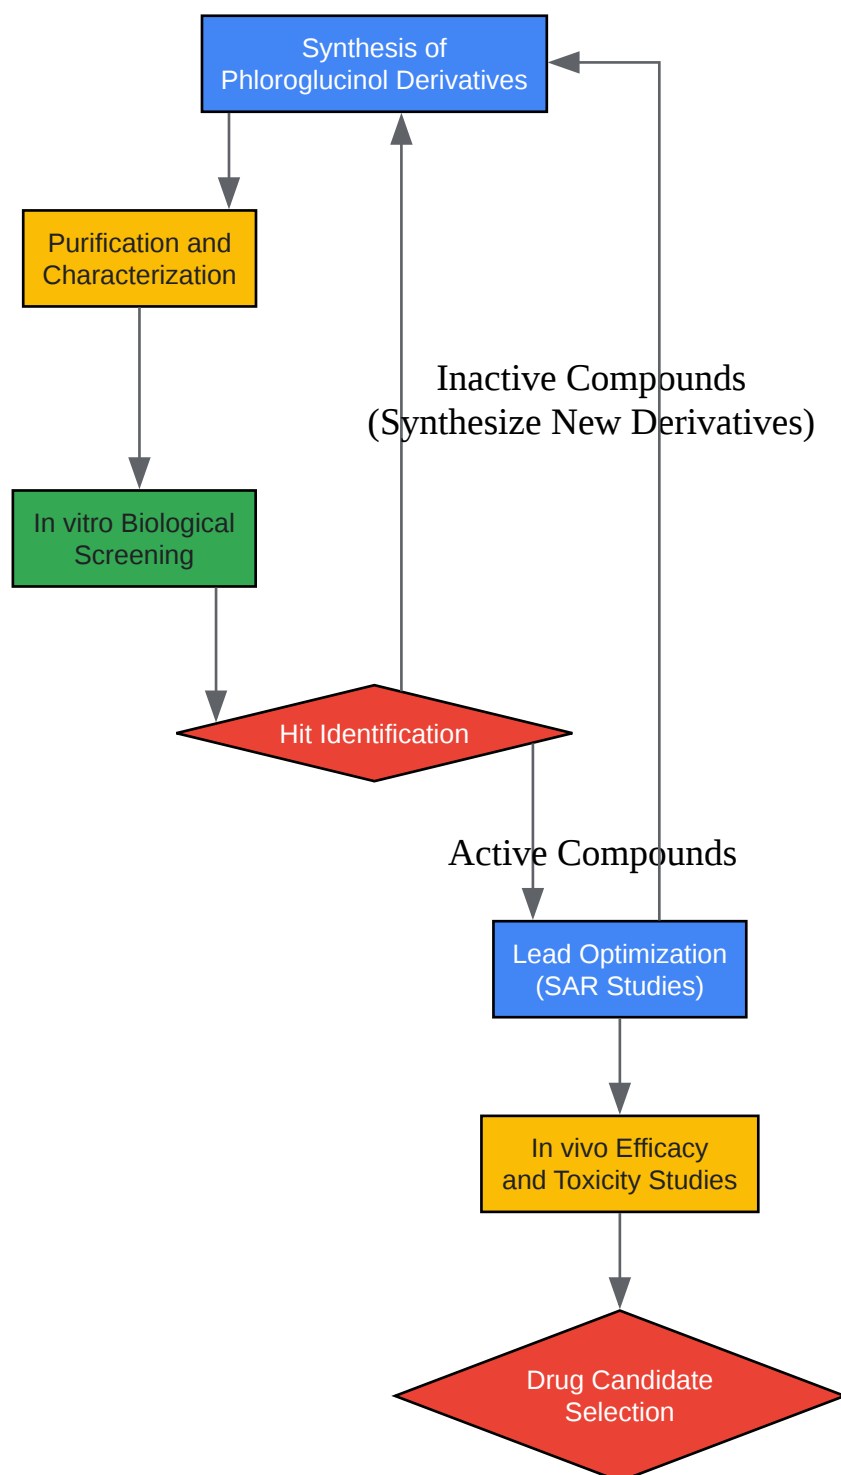 Synthesis of
Phloroglucinol Derivatives
Purification and
Characterization
Inactive Compounds
(Synthesize New Derivatives)
In vitro Biological
Screening
Hit Identification
Active Compounds
Lead Optimization
(SAR Studies)
In vivo Efficacy
and Toxicity Studies
Drug Candidate
Selection